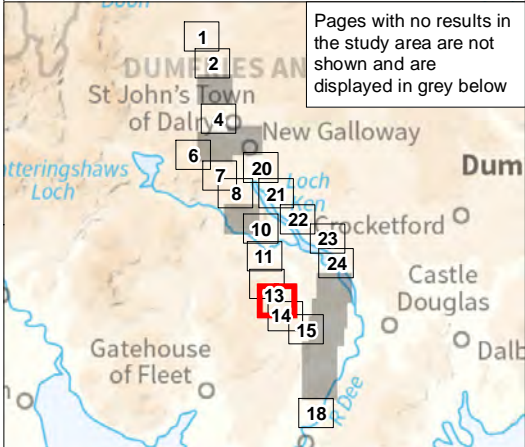 Pages with no results in
the study area are not
shown and are
displayed in grey below
1
2
DUMFRIES AN
St John's Town
of Dalry
4
New Galloway
6
7
20
8
21
Loch
Ken
atteringshaws
Loch
Dum
22
10
Crocketford
23
11
24
Castle
Douglas
13
14
15
Gatehouse
of Fleet
Dalb
18
R Dee